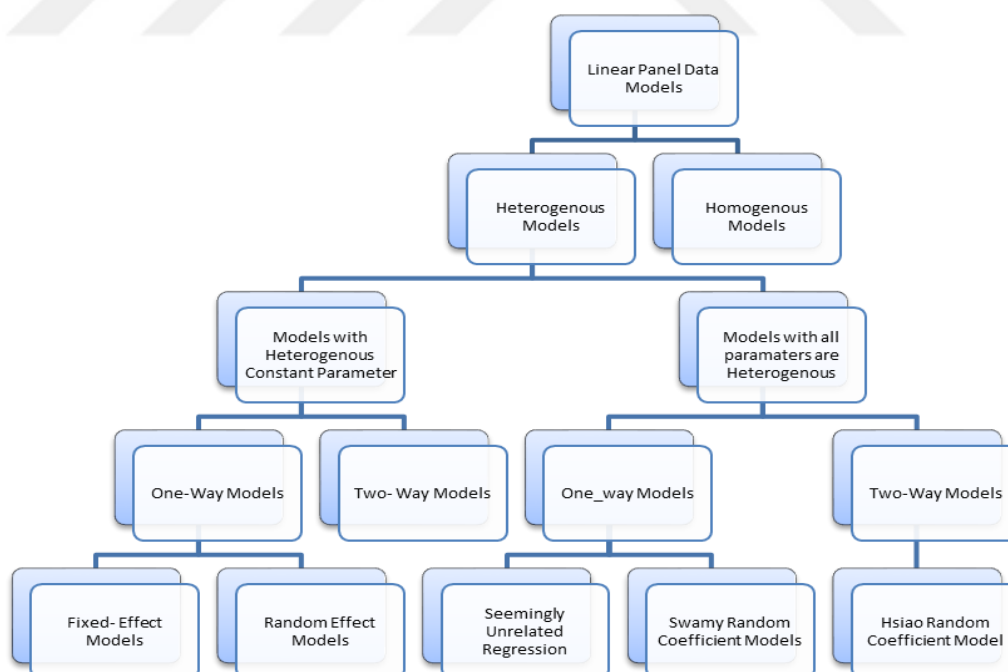 Linear Panel Data
Models
Heterogenous
Models
Homogenous
Models
Models with
Heterogenous
Constant Parameter
Models with all
paramaters are
Heterogenous
One-Way Models
Two- Way Models
One_way Models
Two-Way Models
Fixed- Effect
Models
Random Effect
Models
Seemingly
Unrelated
Regression
Swamy Random
Coefficient Models
Hsiao Random
Coefficient Model